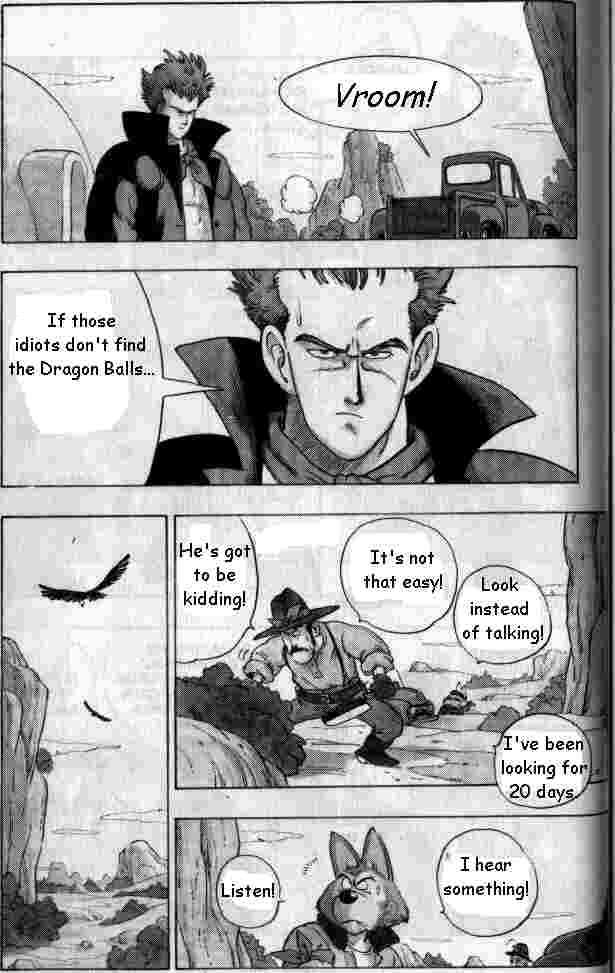 Vroom!
If those
idiots don't find
the Dragon Balls...
He's got
to be
kidding!
It's not
that easy!
Look
instead
of talking!
I've been
looking for
20 days
Listen!
I hear
something!